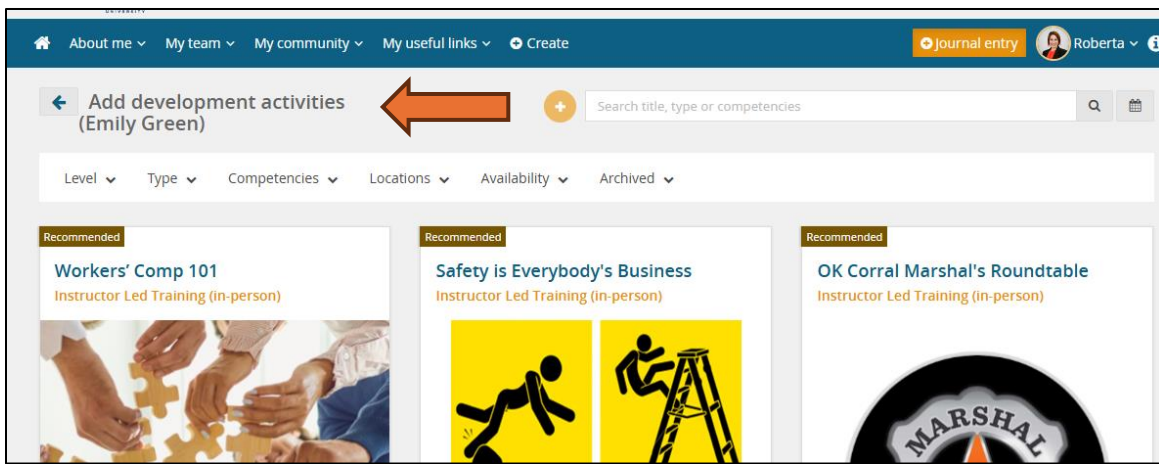 UNIVERSITY
About me My team My community My useful links Create Journal entry Roberta
Add development activities
(Emily Green)
Search title, type or competencies
Level Type Competencies Locations Availability Archived
Recommended Recommended Recommended
Workers’ Comp 101 Safety is Everybody's Business OK Corral Marshal's Roundtable
Instructor Led Training (in-person) Instructor Led Training (in-person) Instructor Led Training (in-person)
MARSHAL